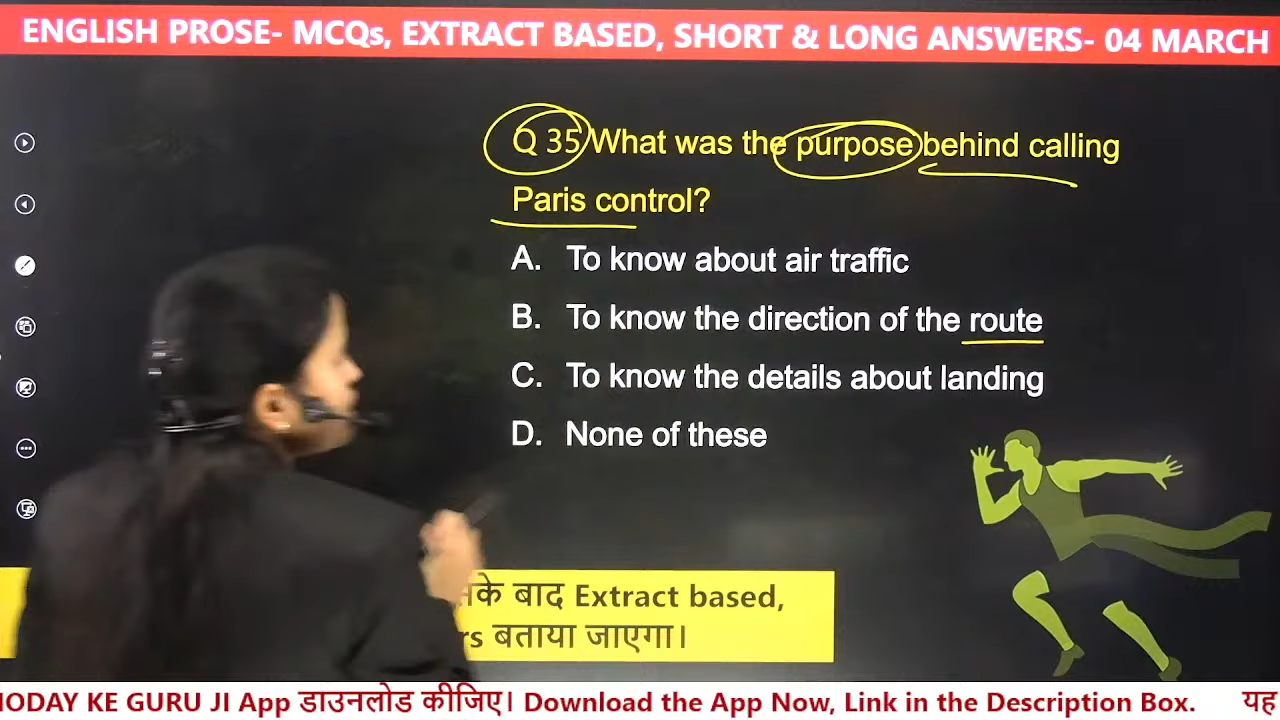 ENGLISH PROSE- MCQs, EXTRACT BASED, SHORT & LONG ANSWERS- 04 MARCH
Q 35 What was the purpose behind calling
Paris control?
A. To know about air traffic
B. To know the direction of the route
C. To know the details about landing
D. None of these
के बाद Extract based,
बताया जाएगा।
KE GURU JI App डाउनलोड कीजिए। Download the App Now, Link in the Description Box. यह